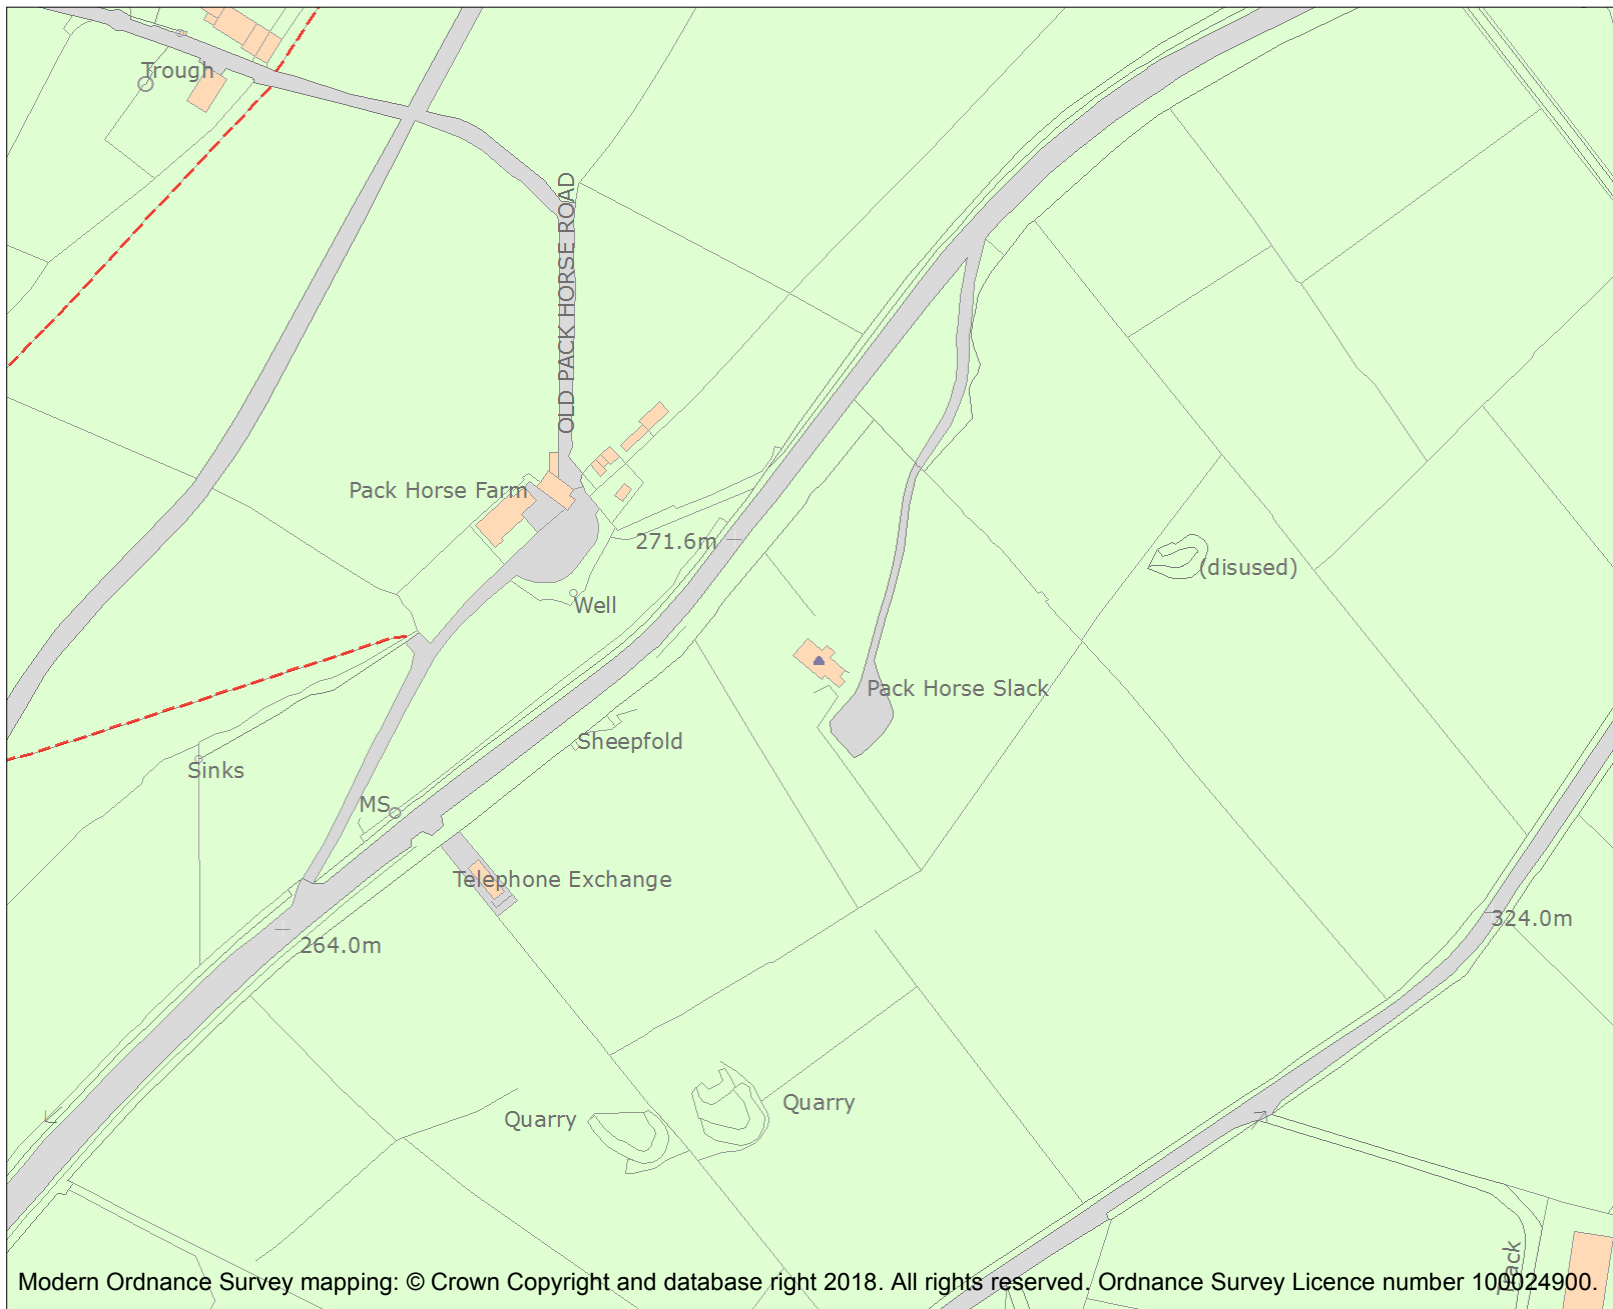 Trough
OLD PACK HORSE ROAD
Pack Horse Farm
271.6m
(disused)
Well
Pack Horse Slack
Sheepfold
Sinks
MS
Telephone Exchange
324.0m
264.0m
Quarry
Quarry
Track
Modern Ordnance Survey mapping: © Crown Copyright and database right 2018. All rights reserved. Ordnance Survey Licence number 100024900.